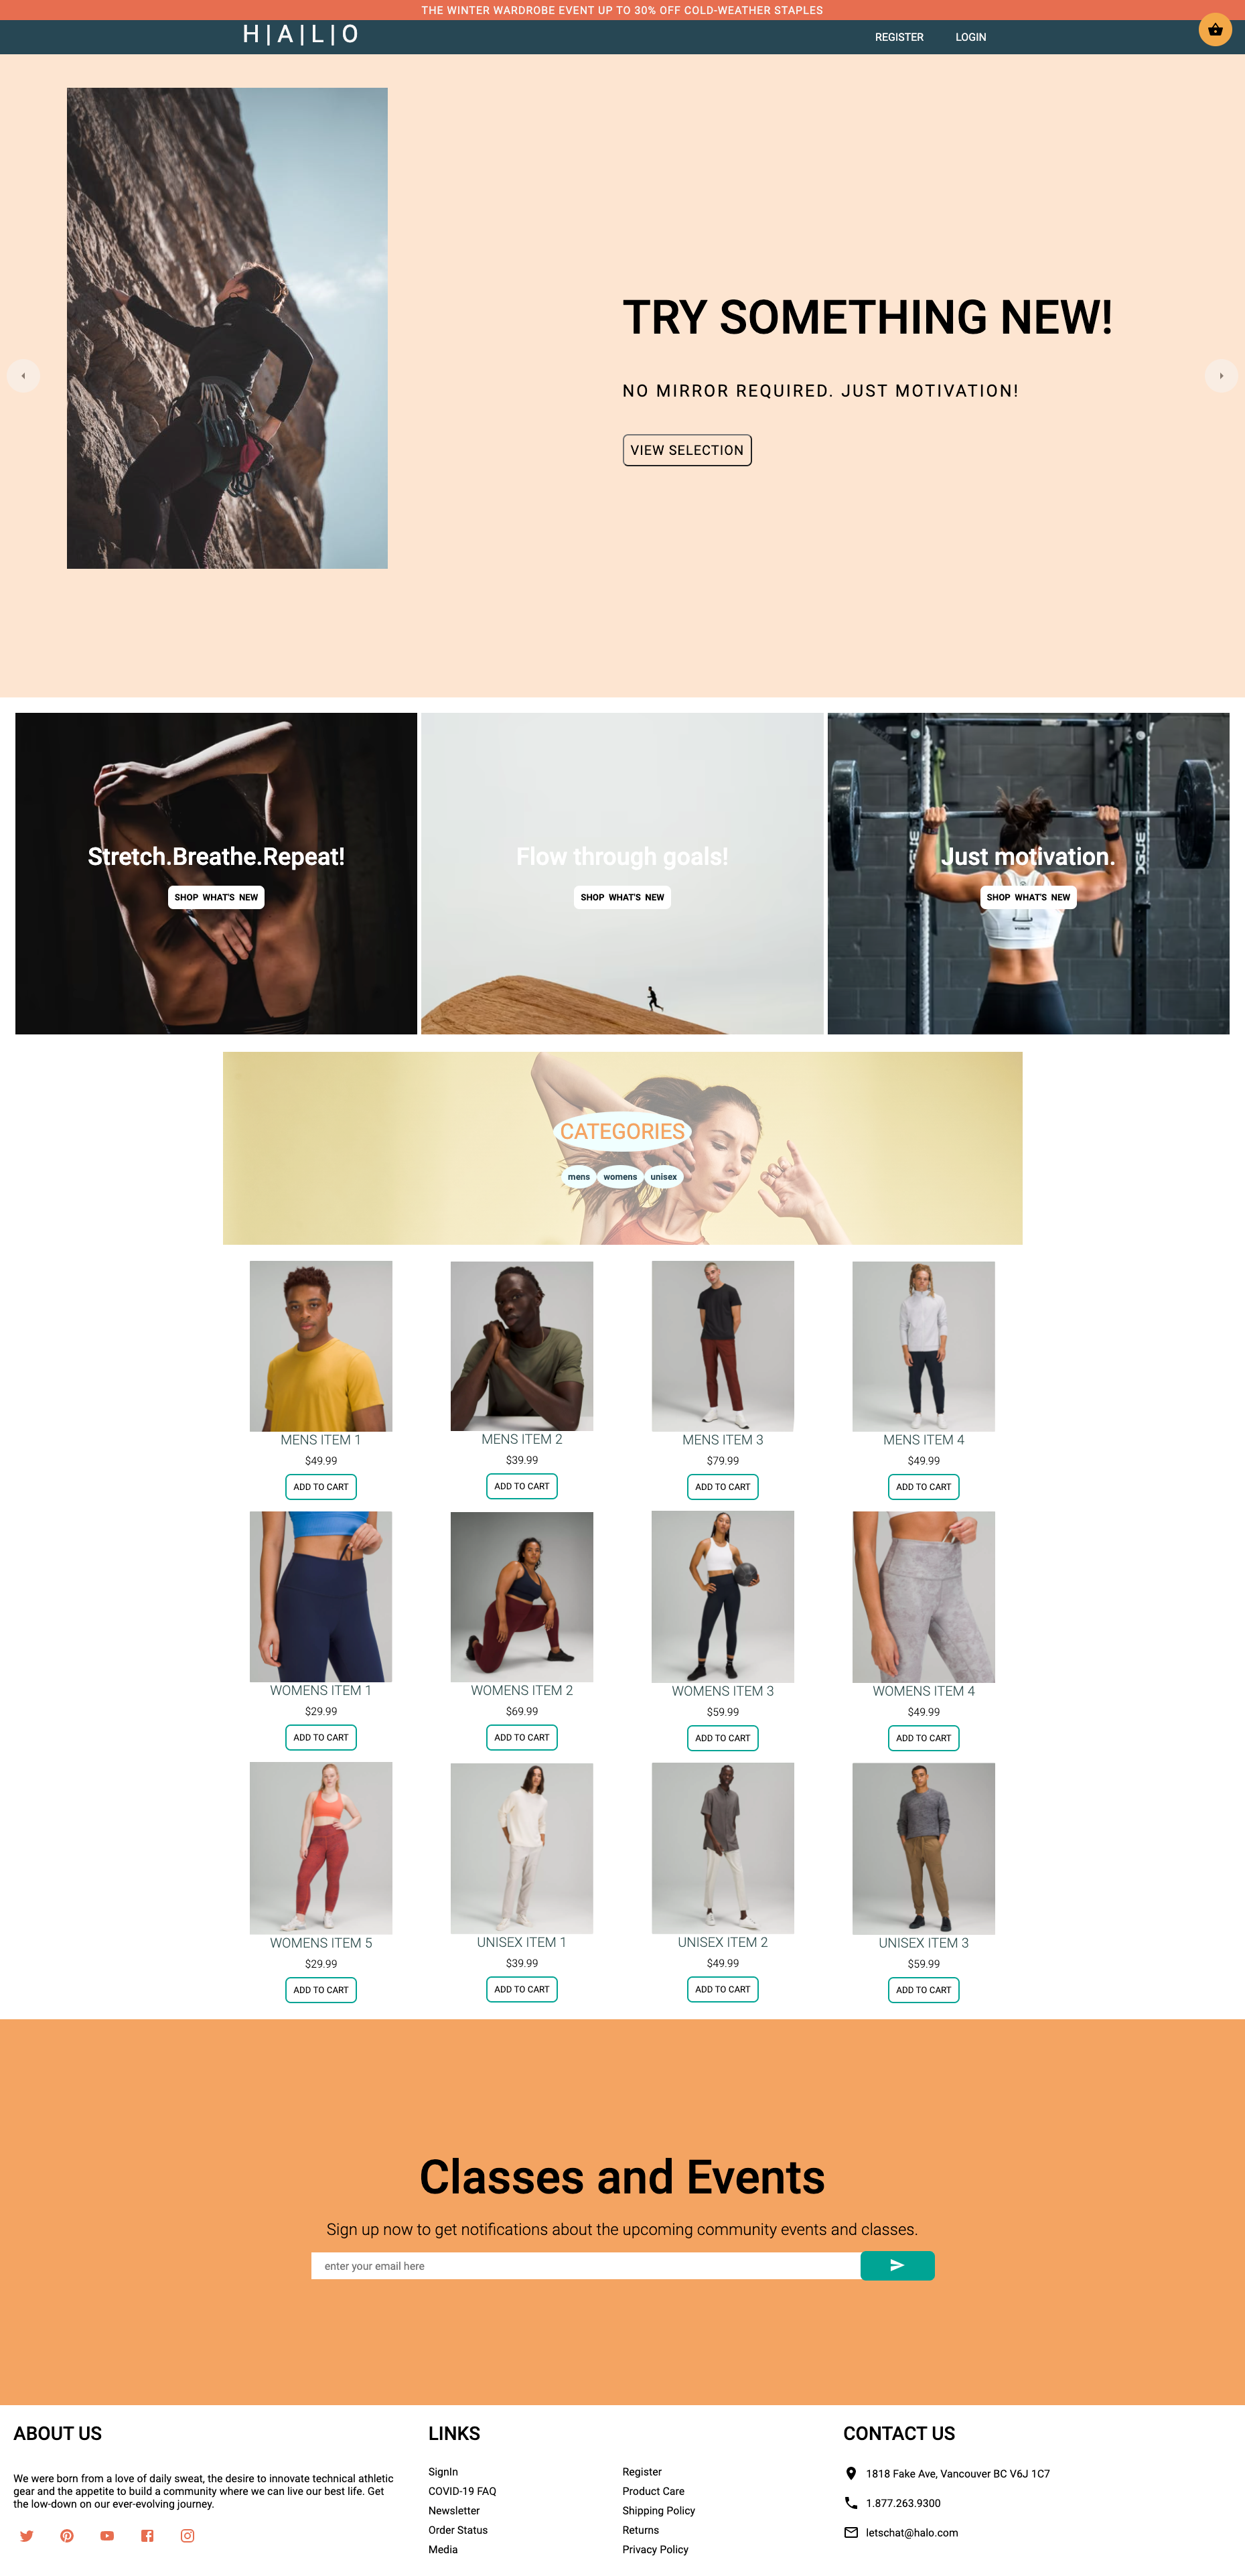 THE WINTER WARDROBE EVENT UP TO 30% OFF COLD-WEATHER STAPLES
H|A|L|O
REGISTER LOGIN
TRY SOMETHING NEW!
NO MIRROR REQUIRED. JUST MOTIVATION!
VIEW SELECTION
Stretch.Breathe.Repeat!
SHOP WHAT'S NEW
Flow through goals!
SHOP WHAT'S NEW
Just motivation.
SHOP WHAT'S NEW
ROGUE
CATEGORIES
mens womens unisex
MENS ITEM 1
$49.99
ADD TO CART
MENS ITEM 2
$39.99
ADD TO CART
MENS ITEM 3
$79.99
ADD TO CART
MENS ITEM 4
$49.99
ADD TO CART
WOMENS ITEM 1
$29.99
ADD TO CART
WOMENS ITEM 2
$69.99
ADD TO CART
WOMENS ITEM 3
$59.99
ADD TO CART
WOMENS ITEM 4
$49.99
ADD TO CART
WOMENS ITEM 5
$29.99
ADD TO CART
UNISEX ITEM 1
$39.99
ADD TO CART
UNISEX ITEM 2
$49.99
ADD TO CART
UNISEX ITEM 3
$59.99
ADD TO CART
Classes and Events
Sign up now to get notifications about the upcoming community events and classes.
enter your email here
ABOUT US
We were born from a love of daily sweat, the desire to innovate technical athletic
gear and the appetite to build a community where we can live our best life. Get
the low-down on our ever-evolving journey.
LINKS
SignIn
COVID-19 FAQ
Newsletter
Order Status
Media
Register
Product Care
Shipping Policy
Returns
Privacy Policy
CONTACT US
1818 Fake Ave, Vancouver BC V6J 1C7
1.877.263.9300
letschat@halo.com